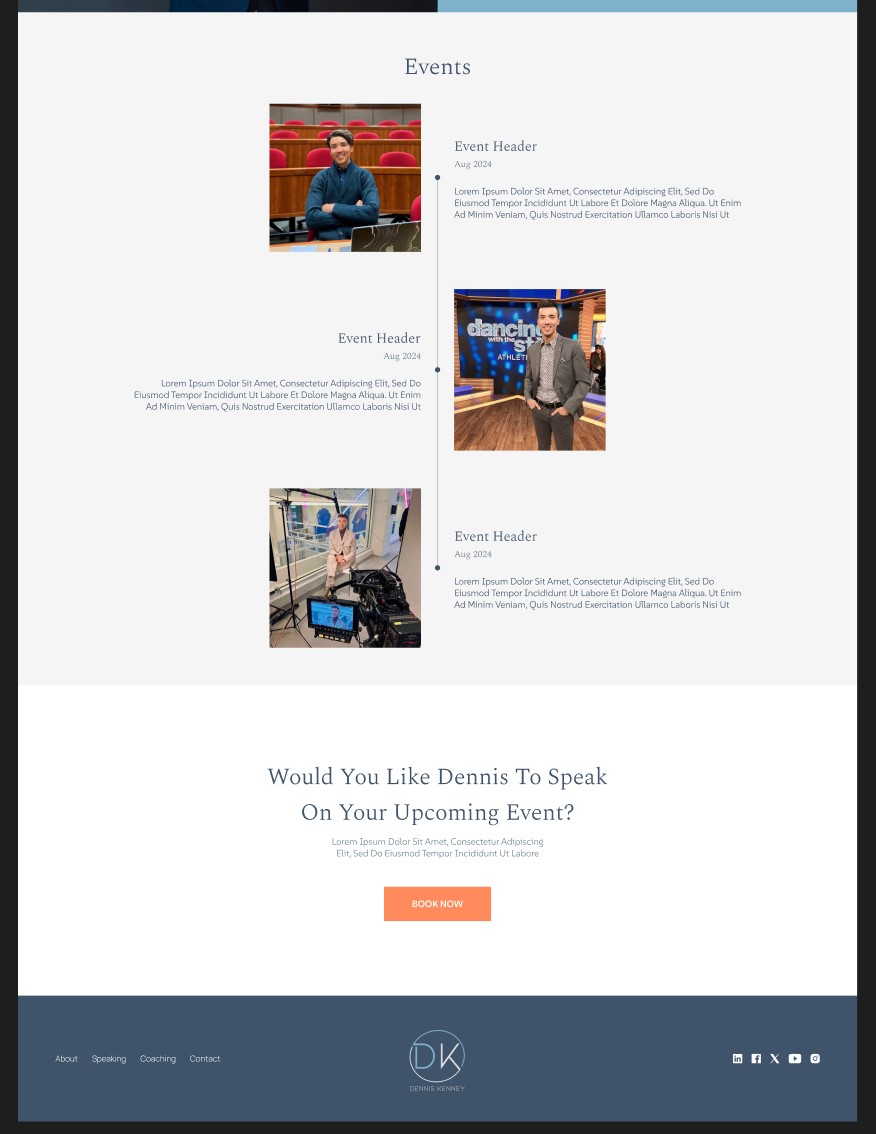 Events
Event Header
Aug 2024
Lorem Ipsum Dolor Sit Amet, Consectetur Adipiscing Elit, Sed Do
Eiusmod Tempor Incididunt Ut Labore Et Dolore Magna Aliqua. Ut Enim
Ad Minim Veniam, Quis Nostrud Exercitation Ullamco Laboris Nisi Ut
dancing
with the
ATHLET
Event Header
Aug 2024
Lorem Ipsum Dolor Sit Amet, Consectetur Adipiscing Elit, Sed Do
Eiusmod Tempor Incididunt Ut Labore Et Dolore Magna Aliqua. Ut Enim
Ad Minim Veniam, Quis Nostrud Exercitation Ullamco Laboris Nisi Ut
Event Header
Aug 2024
Lorem Ipsum Dolor Sit Amet, Consectetur Adipiscing Elit, Sed Do
Eiusmod Tempor Incididunt Ut Labore Et Dolore Magna Aliqua. Ut Enim
Ad Minim Veniam, Quis Nostrud Exercitation Ullamco Laboris Nisi Ut
Would You Like Dennis To Speak
On Your Upcoming Event?
Lorem Ipsum Dolor Sit Amet, Consectetur Adipiscing
Elit, Sed Do Eiusmod Tempor Incididunt Ut Labore
BOOK NOW
About Speaking Coaching Contact
DK
DENNIS KENNEY